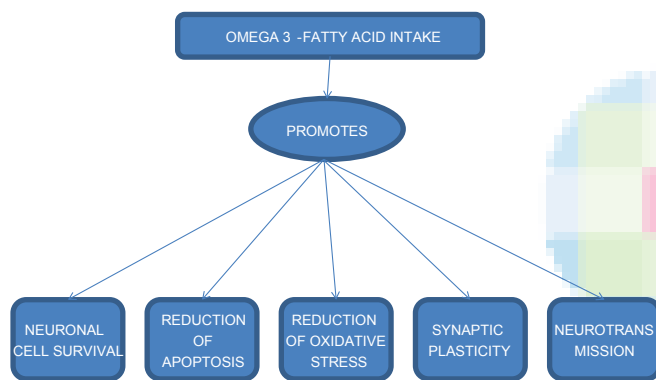 OMEGA 3 -FATTY ACID INTAKE
PROMOTES
NEURONAL
CELL SURVIVAL
REDUCTION
OF
APOPTOSIS
REDUCTION
OF OXIDATIVE
STRESS
SYNAPTIC
PLASTICITY
NEUROTRANS
MISSION